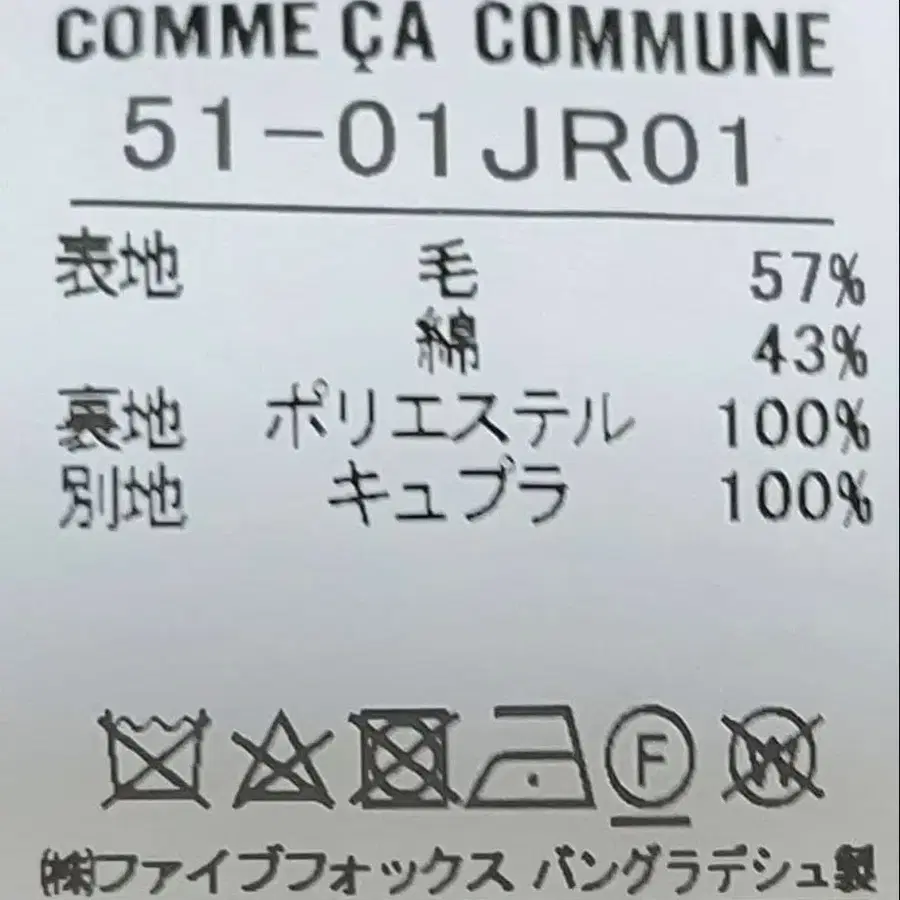 COMME ÇA COMMUNE
51-01JR01
表地 毛 57%
綿 43%
裏地 ポリエステル 100%
別地 キュプラ 100%
F W
㈱ファイブフォックス バングラデシュ製